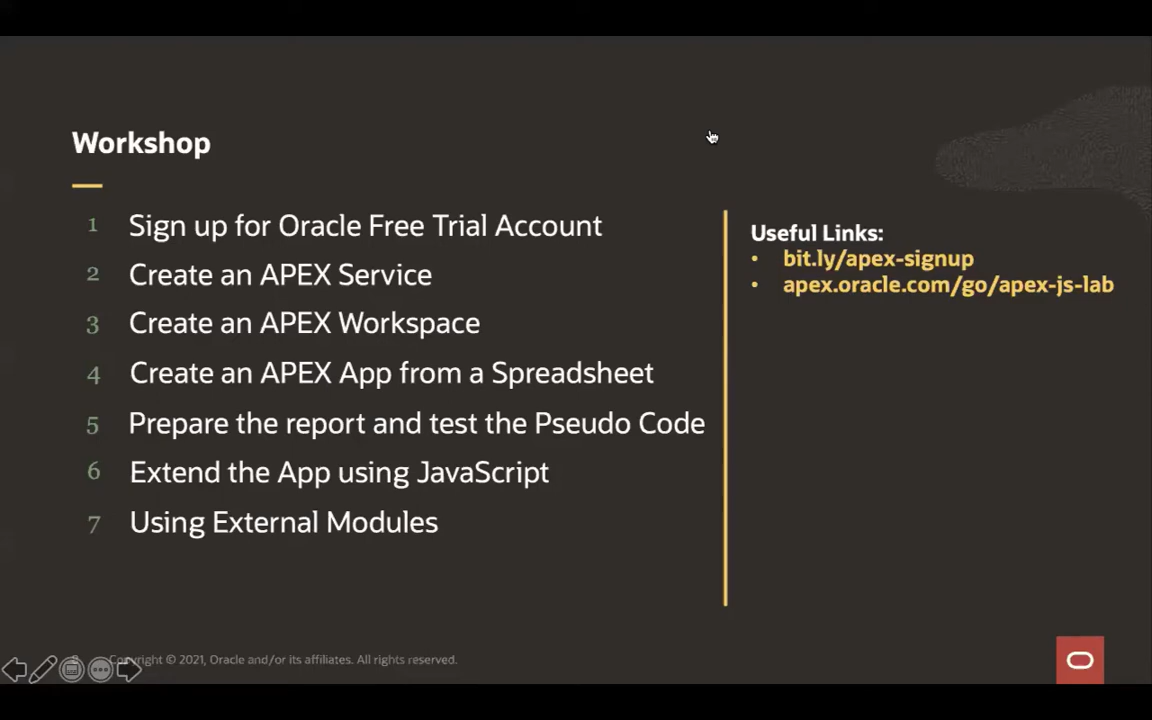 Workshop
1 Sign up for Oracle Free Trial Account
2 Create an APEX Service
3 Create an APEX Workspace
4 Create an APEX App from a Spreadsheet
5 Prepare the report and test the Pseudo Code
6 Extend the App using JavaScript
7 Using External Modules
Useful Links:
• bit.ly/apex-signup
• apex.oracle.com/go/apex-js-lab
Copyright © 2021, Oracle and/or its affiliates. All rights reserved.